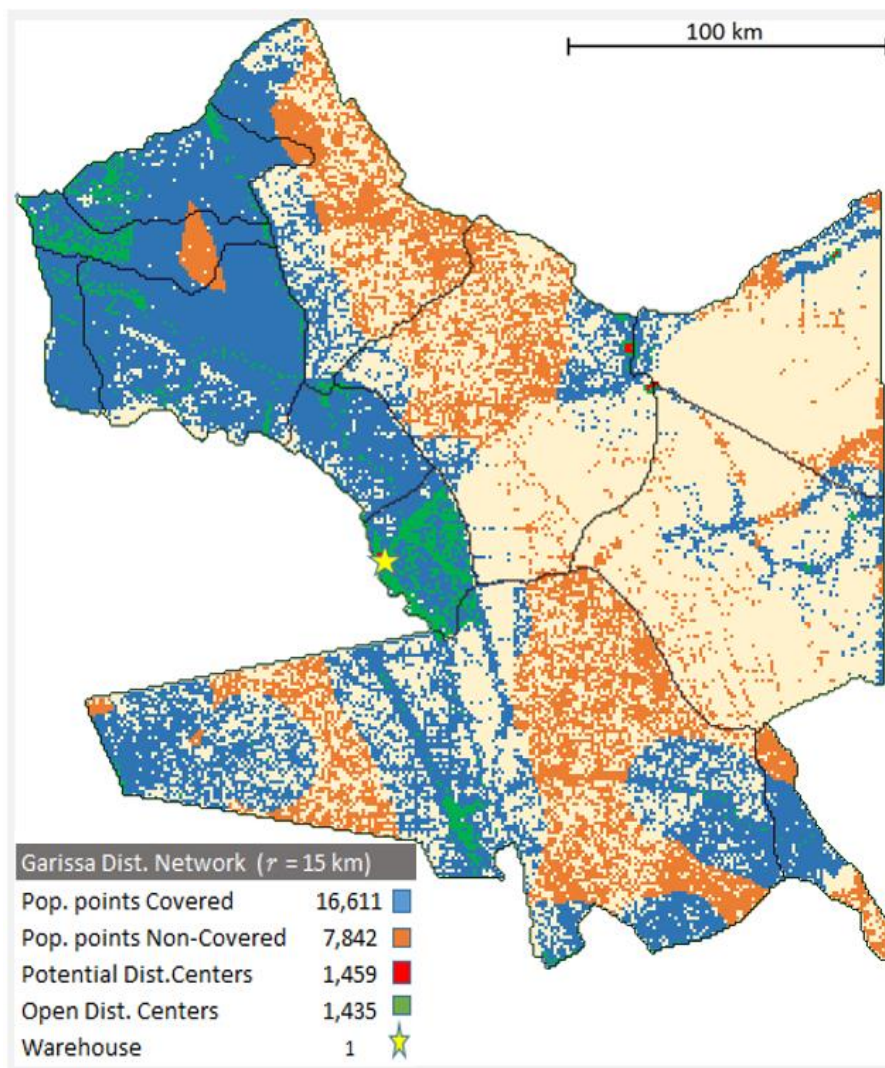 100 km
Garissa Dist. Network (r = 15 km)
Pop. points Covered 16,611
Pop. points Non-Covered 7,842
Potential Dist.Centers 1,459
Open Dist. Centers 1,435
Warehouse 1